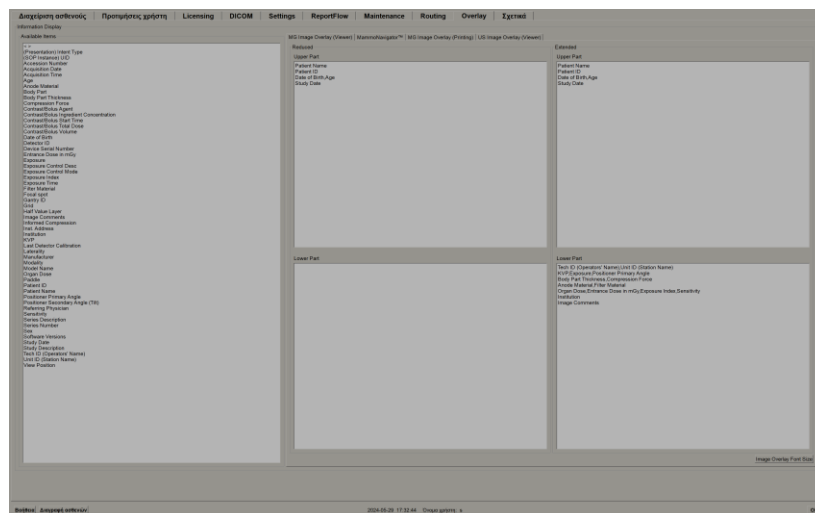 Διαχείριση ασθενούς Προτιμήσεις χρήστη Licensing DICOM Settings ReportFlow Maintenance Routing Overlay Σχετικά
Information Display
Available Items
(Presentation) Intent Type
(SOP Instance) UID
Accession Number
Acquisition Date
Acquisition Time
Age
Anode Material
Body Part
Body Part Thickness
Compression Force
Contrast/Bolus Agent
Contrast/Bolus Ingredient Concentration
Contrast/Bolus Start Time
Contrast/Bolus Total Dose
Contrast/Bolus Volume
Date of Birth
Detector ID
Device Serial Number
Entrance Dose in mGy
Exposure
Exposure Control Desc
Exposure Control Mode
Exposure Index
Exposure Time
Filter Material
Focal spot
Gantry ID
Grid
Half Value Layer
Image Comments
Informed Compression
Inst. Address
Institution
KVP
Last Detector Calibration
Laterality
Manufacturer
Modality
Model Name
Organ Dose
Paddle
Patient ID
Patient Name
Positioner Primary Angle
Positioner Secondary Angle (Tilt)
Referring Physician
Sensitivity
Series Description
Series Number
Sex
Software Versions
Study Date
Study Description
Tech ID (Operators' Name)
Unit ID (Station Name)
View Position
MS Image Overlay (Viewer) MammoNavigator™ MS Image Overlay (Printing) US Image Overlay (Viewer)
Reduced
Upper Part
Patient Name
Patient ID
Date of Birth,Age
Study Date
Lower Part
Extended
Upper Part
Patient Name
Patient ID
Date of Birth,Age
Study Date
Lower Part
Tech ID (Operators' Name),Unit ID (Station Name)
KVP,Exposure,Positioner Primary Angle
Body Part Thickness,Compression Force
Anode Material,Filter Material
Organ Dose,Entrance Dose in mGy,Exposure Index,Sensitivity
Institution
Image Comments
Image Overlay Font Size
Βοήθεια Διαγραφή ασθενών 2024-05-28 17:32:44 Όνομα χρήστη: